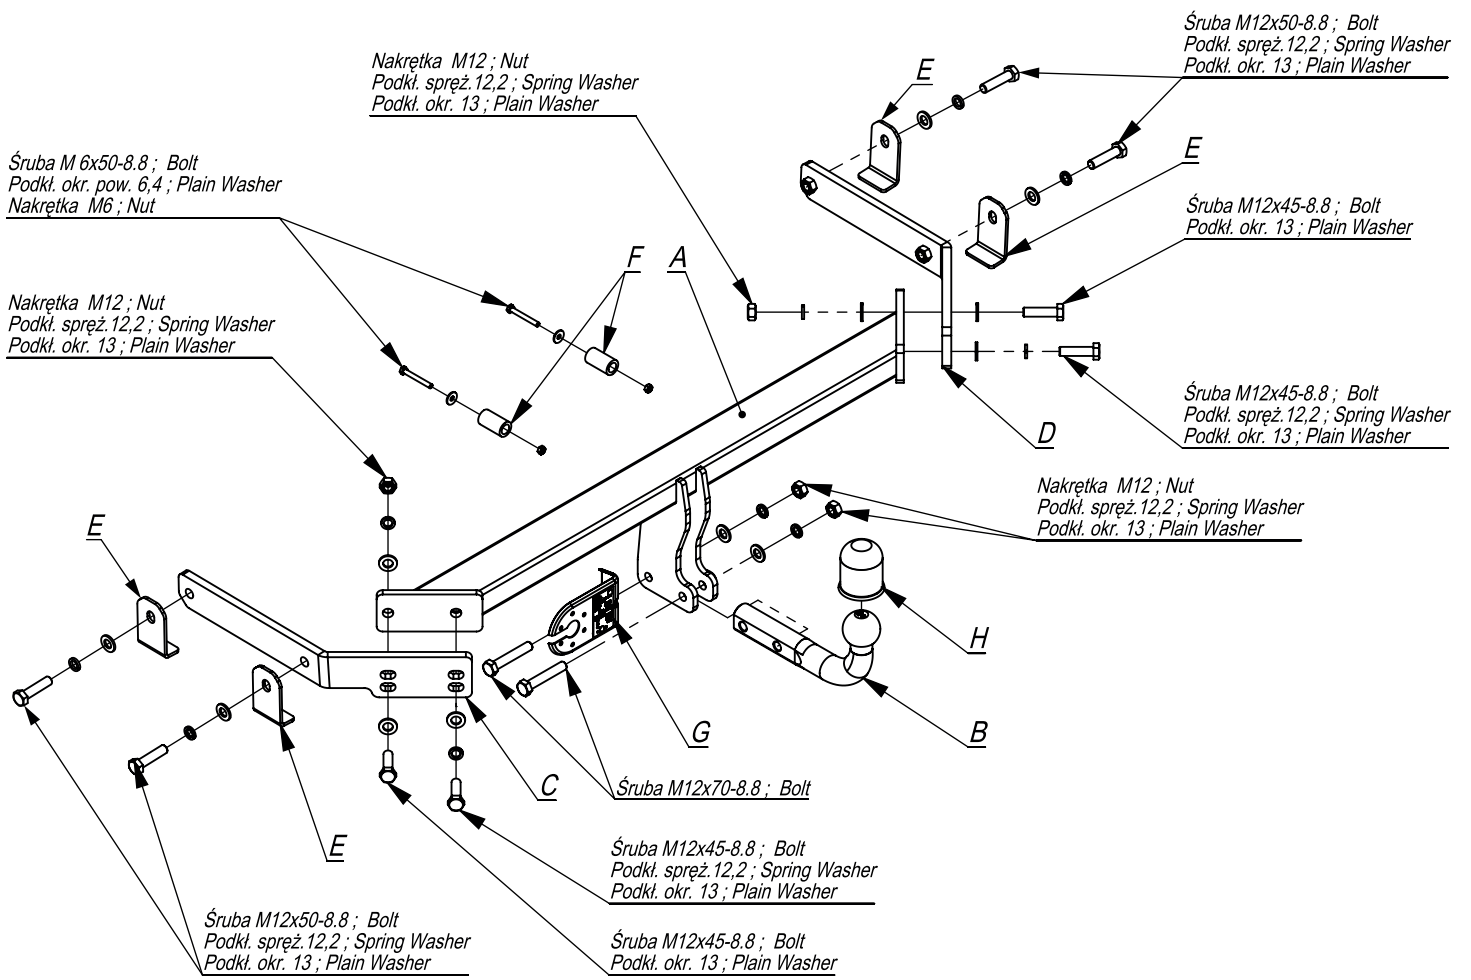 Śruba M12x50-8.8 ; Bolt
Podkł. spręż.12,2 ; Spring Washer
Podkł. okr. 13 ; Plain Washer
Nakrętka M12 ; Nut
Podkł. spręż.12,2 ; Spring Washer
Podkł. okr. 13 ; Plain Washer
E
Śruba M 6x50-8.8 ; Bolt
Podkł. okr. pow. 6,4 ; Plain Washer
Nakrętka M6 ; Nut
E
Śruba M12x45-8.8 ; Bolt
Podkł. okr. 13 ; Plain Washer
F
A
Nakrętka M12 ; Nut
Podkł. spręż.12,2 ; Spring Washer
Podkł. okr. 13 ; Plain Washer
Śruba M12x45-8.8 ; Bolt
Podkł. spręż.12,2 ; Spring Washer
Podkł. okr. 13 ; Plain Washer
D
Nakrętka M12 ; Nut
Podkł. spręż.12,2 ; Spring Washer
Podkł. okr. 13 ; Plain Washer
E
H
G
B
C
Śruba M12x70-8.8 ; Bolt
E
Śruba M12x45-8.8 ; Bolt
Podkł. spręż.12,2 ; Spring Washer
Podkł. okr. 13 ; Plain Washer
Śruba M12x50-8.8 ; Bolt
Podkł. spręż.12,2 ; Spring Washer
Podkł. okr. 13 ; Plain Washer
Śruba M12x45-8.8 ; Bolt
Podkł. okr. 13 ; Plain Washer